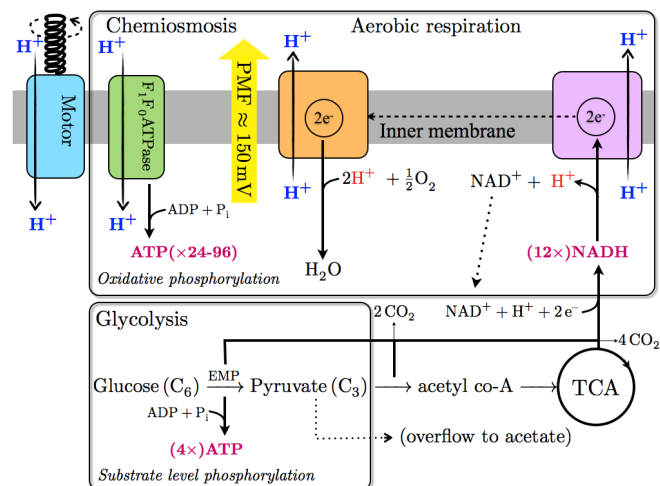 Chemiosmosis
Aerobic respiration
H⁺
H⁺
H⁺
H⁺
Motor
F₁F₀ATPase
PMF ≈ 150 mV
2e⁻
2e⁻
Inner membrane
H⁺
H⁺
H⁺
H⁺
ADP + Pᵢ
2H⁺ + ½O₂
NAD⁺ + H⁺
ATP(×24-96)
H₂O
(12×)NADH
Oxidative phosphorylation
Glycolysis
2 CO₂
NAD⁺ + H⁺ + 2e⁻
4 CO₂
Glucose (C₆)
EMP
Pyruvate (C₃)
acetyl co-A
TCA
ADP + Pᵢ
(4×)ATP
(overflow to acetate)
Substrate level phosphorylation